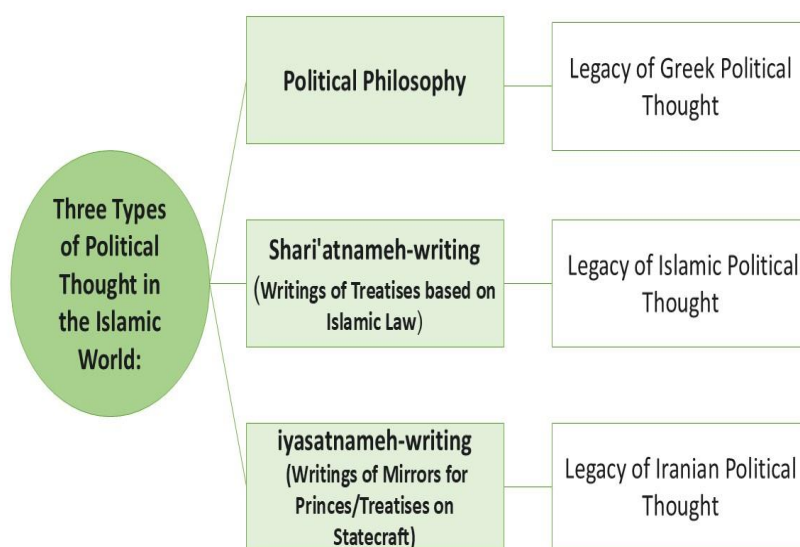 Three Types
of Political
Thought in
the Islamic
World:
Political Philosophy
Legacy of Greek Political
Thought
Shari'atnameh-writing
(Writings of Treatises based on
Islamic Law)
Legacy of Islamic Political
Thought
iyasatnameh-writing
(Writings of Mirrors for
Princes/Treatises on
Statecraft)
Legacy of Iranian Political
Thought